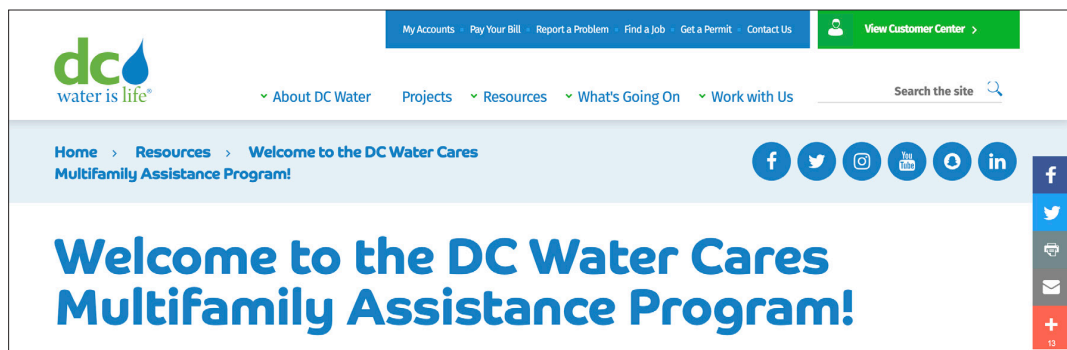 My Accounts Pay Your Bill Report a Problem Find a Job Get a Permit Contact Us
View Customer Center >
dc
water is life®
About DC Water Projects Resources What's Going On Work with Us
Search the site
Home > Resources > Welcome to the DC Water Cares
Multifamily Assistance Program!
You
Tube
Welcome to the DC Water Cares
Multifamily Assistance Program!
13